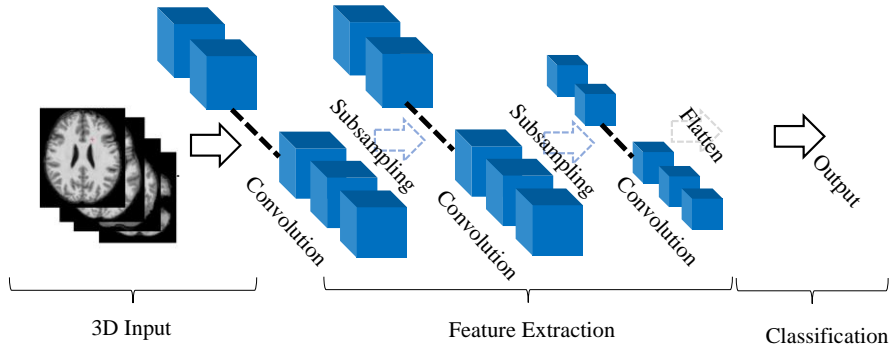 Convolution
Subsampling
Convolution
Subsampling
Convolution
Flatten
Output
3D Input
Feature Extraction
Classification